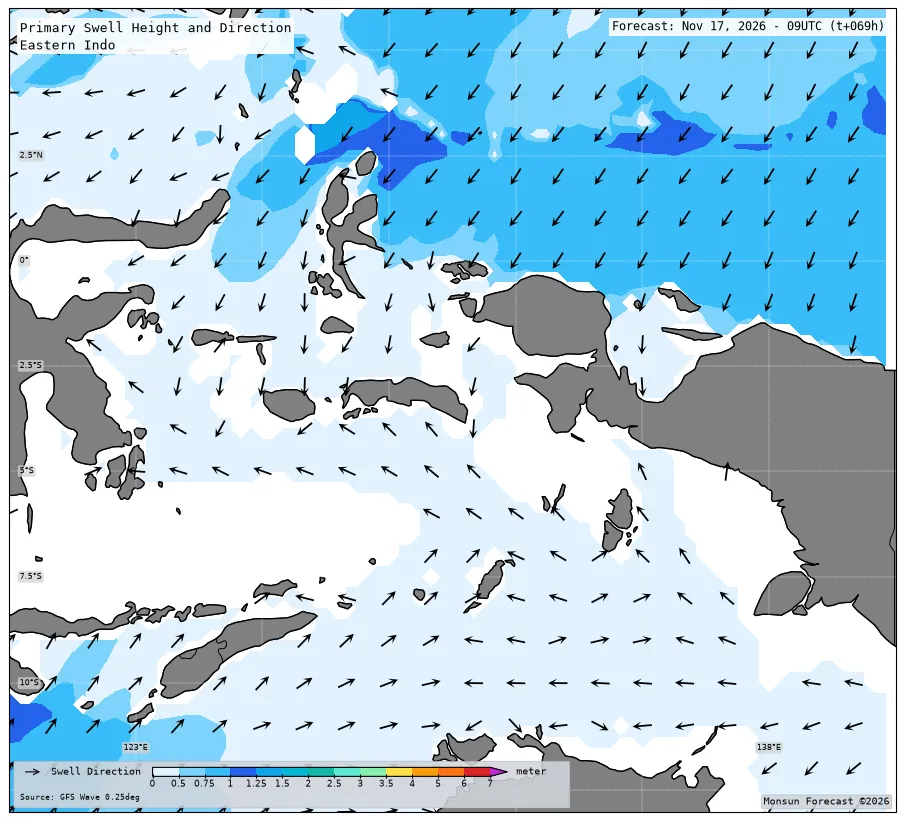 Primary Swell Height and Direction
Eastern Indo
Forecast: Nov 17, 2026 - 09UTC (t+069h)
2.5°N
0°
2.5°S
5°S
7.5°S
10°S
123°E
138°E
Swell Direction
0 0.5 0.75 1 1.25 1.5 2 2.5 3 3.5 4 5 6 7
meter
Source: GFS Wave 0.25deg
Monsun Forecast ©2026